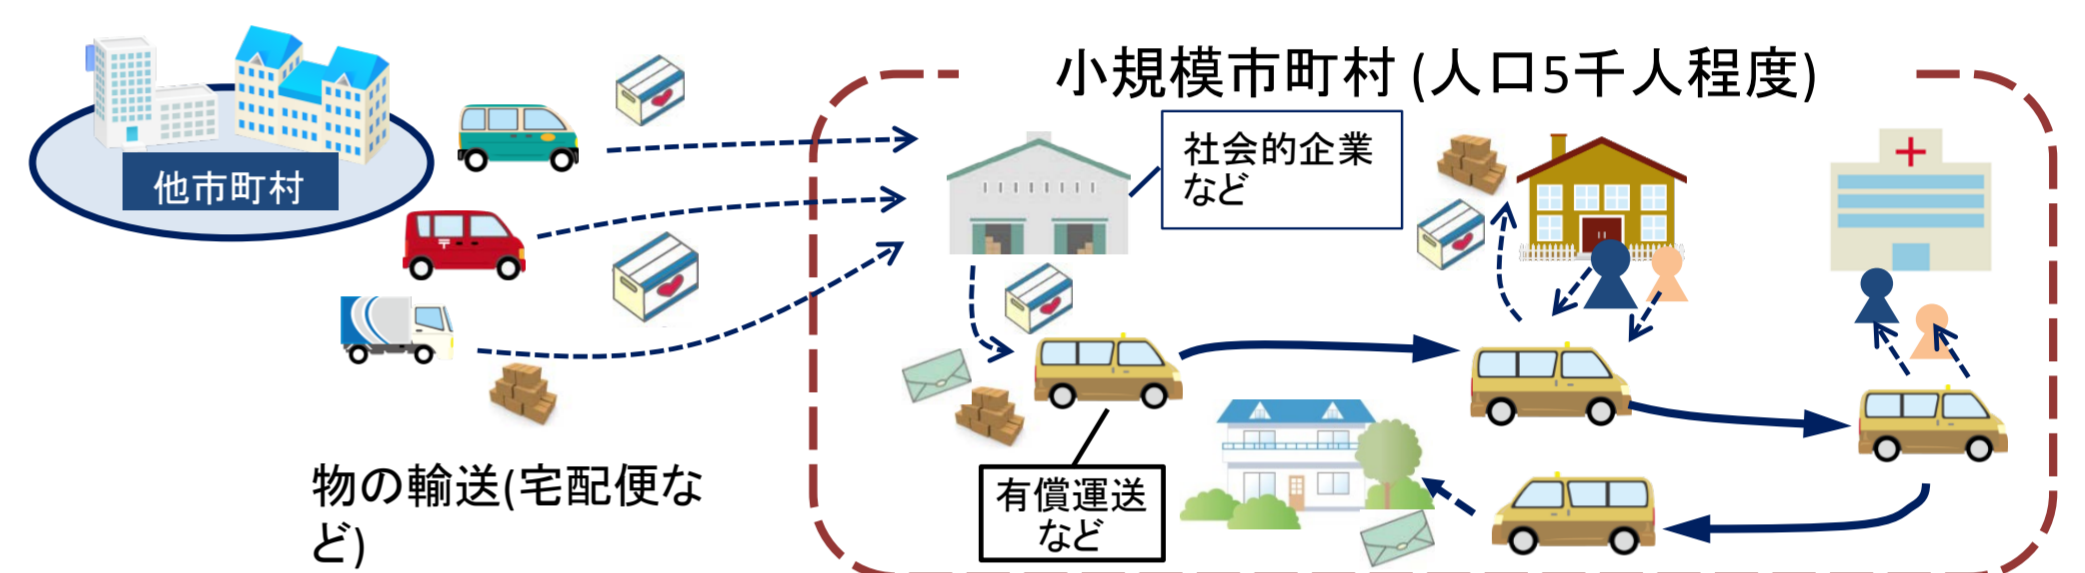 小規模市町村 (人口5千人程度)
他市町村
社会的企業
など
〒
物の輸送(宅配便な
ど)
有償運送
など